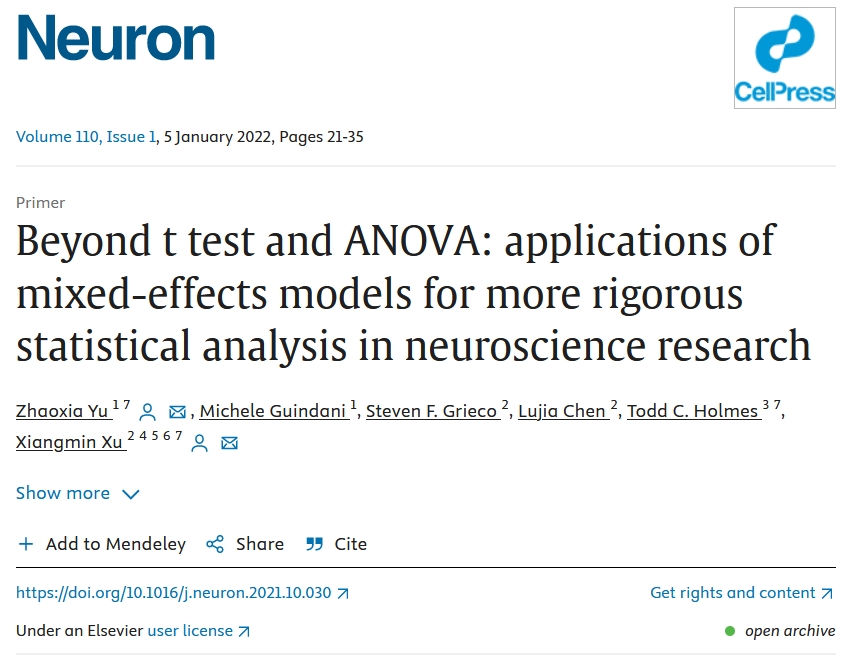 Neuron
CellPress
Volume 110, Issue 1, 5 January 2022, Pages 21-35
Primer
Beyond t test and ANOVA: applications of
mixed-effects models for more rigorous
statistical analysis in neuroscience research
Zhaoxia Yu 1 7, Michele Guindani 1, Steven F. Grieco 2, Lujia Chen 2, Todd C. Holmes 3 7,
Xiangmin Xu 2 4 5 6 7
Show more
Add to Mendeley Share Cite
https://doi.org/10.1016/j.neuron.2021.10.030 Get rights and content
Under an Elsevier user license open archive